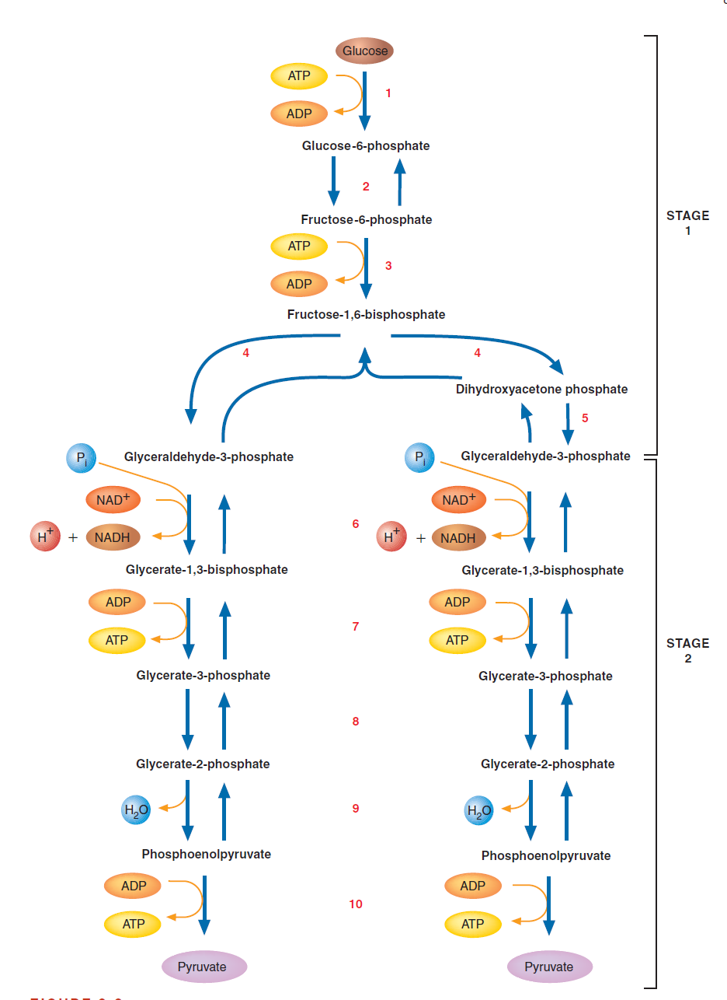 Glucose
ATP
1
ADP
Glucose-6-phosphate
2
Fructose-6-phosphate
STAGE
1
ATP
3
ADP
Fructose-1,6-bisphosphate
4 4
Dihydroxyacetone phosphate
5
Pi Glyceraldehyde-3-phosphate Pi Glyceraldehyde-3-phosphate
NAD+ NAD+
6
H+ + NADH H+ + NADH
Glycerate-1,3-bisphosphate Glycerate-1,3-bisphosphate
ADP ADP
7
ATP ATP
STAGE
2
Glycerate-3-phosphate Glycerate-3-phosphate
8
Glycerate-2-phosphate Glycerate-2-phosphate
H2O 9 H2O
Phosphoenolpyruvate Phosphoenolpyruvate
ADP ADP
10
ATP ATP
Pyruvate Pyruvate